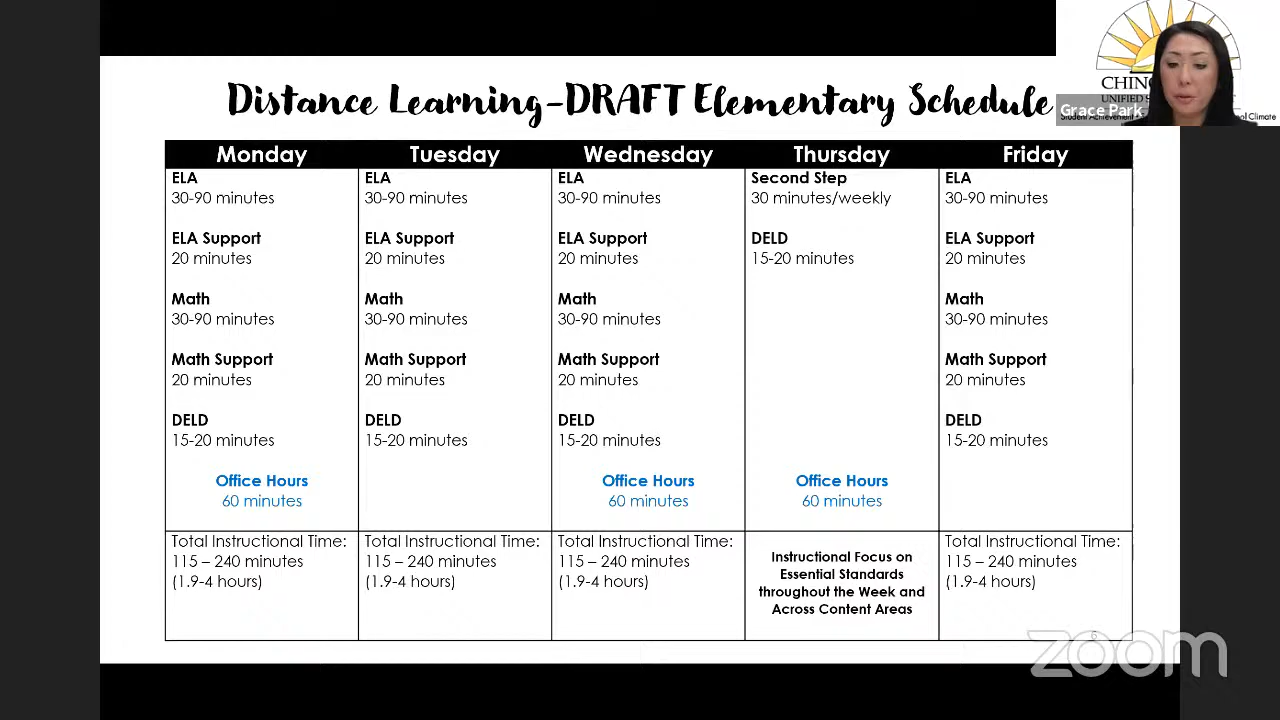 Distance Learning-DRAFT Elementary Schedule
Monday
Tuesday
Wednesday
Thursday
Friday
ELA
30-90 minutes
ELA Support
20 minutes
Math
30-90 minutes
Math Support
20 minutes
DELD
15-20 minutes
Office Hours
60 minutes
Total Instructional Time:
115 – 240 minutes
(1.9-4 hours)
ELA
30-90 minutes
ELA Support
20 minutes
Math
30-90 minutes
Math Support
20 minutes
DELD
15-20 minutes
Total Instructional Time:
115 – 240 minutes
(1.9-4 hours)
ELA
30-90 minutes
ELA Support
20 minutes
Math
30-90 minutes
Math Support
20 minutes
DELD
15-20 minutes
Office Hours
60 minutes
Total Instructional Time:
115 – 240 minutes
(1.9-4 hours)
Second Step
30 minutes/weekly
DELD
15-20 minutes
Office Hours
60 minutes
Instructional Focus on
Essential Standards
throughout the Week and
Across Content Areas
ELA
30-90 minutes
ELA Support
20 minutes
Math
30-90 minutes
Math Support
20 minutes
DELD
15-20 minutes
Total Instructional Time:
115 – 240 minutes
(1.9-4 hours)
6
zoom
Grace Park
Student Achievement
Climate